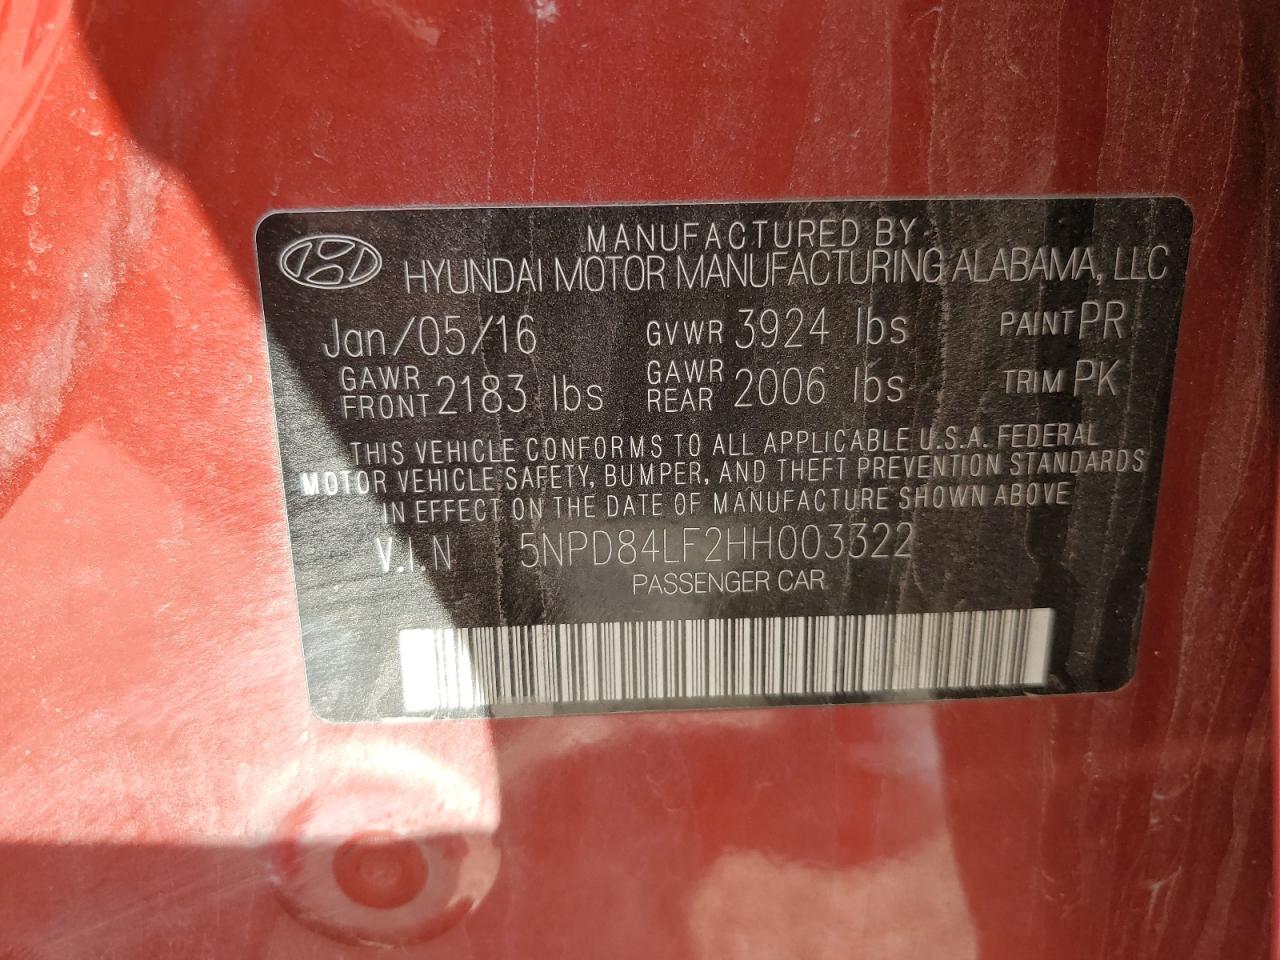 MANUFACTURED BY
HYUNDAI MOTOR MANUFACTURING ALABAMA, LLC
Jan/05/16 GVWR 3924 lbs PAINT PR
GAWR FRONT 2183 lbs GAWR REAR 2006 lbs TRIM PK
THIS VEHICLE CONFORMS TO ALL APPLICABLE U.S.A. FEDERAL
MOTOR VEHICLE SAFETY, BUMPER, AND THEFT PREVENTION STANDARDS
IN EFFECT ON THE DATE OF MANUFACTURE SHOWN ABOVE
V.I.N 5NPD84LF2HH003322
PASSENGER CAR